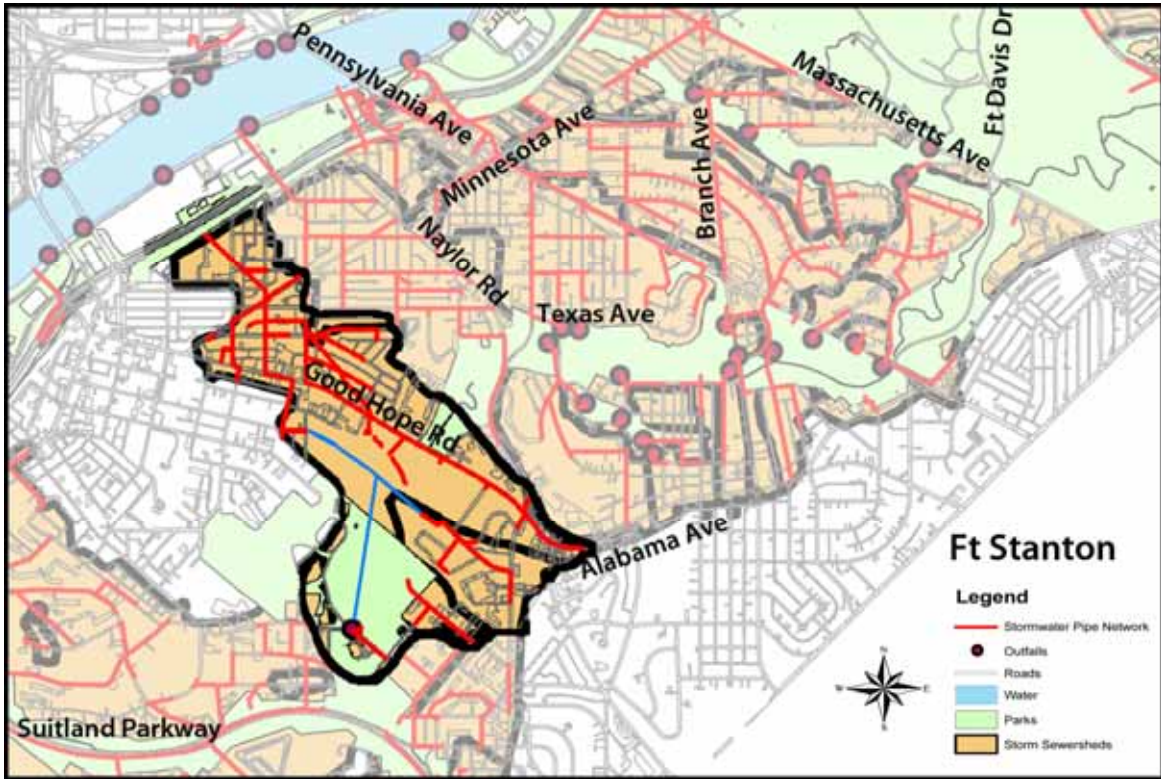 Pennsylvania Ave
Massachusetts Ave
Ft Davis Dr
Minnesota Ave
Branch Ave
Naylor Rd
Texas Ave
Good Hope Rd
Alabama Ave
Suitland Parkway
Ft Stanton
Legend
Stormwater Pipe Network
Outfalls
Roads
Water
Parks
Storm Sewersheds
N
W
E
S